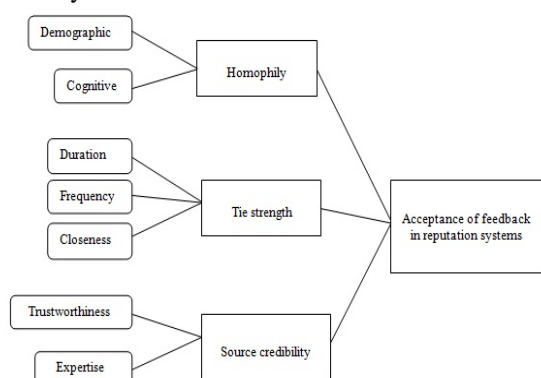 Demographic
Cognitive
Homophily
Duration
Frequency
Closeness
Tie strength
Acceptance of feedback
in reputation systems
Trustworthiness
Expertise
Source credibility